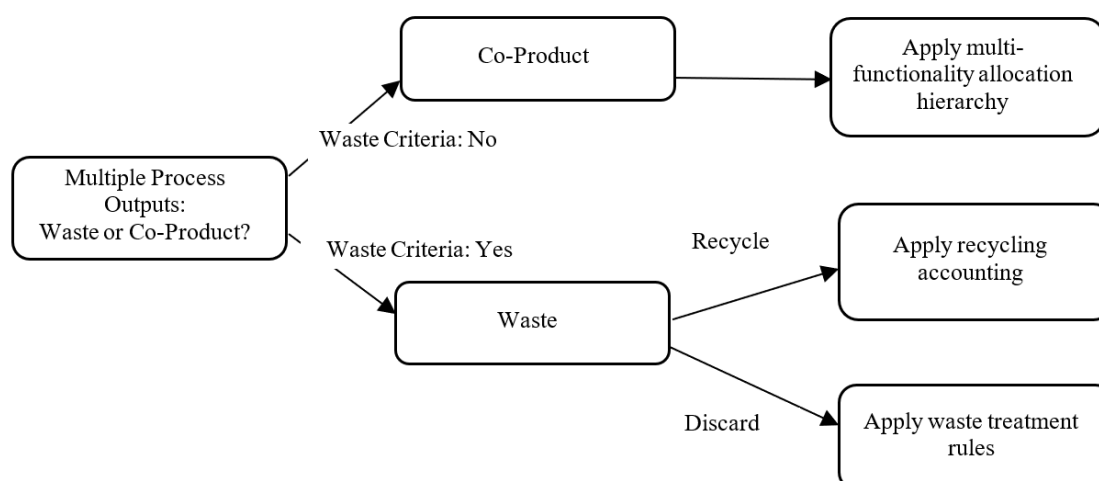 Co-Product
Apply multi-
functionality allocation
hierarchy
Waste Criteria: No
Multiple Process
Outputs:
Waste or Co-Product?
Waste Criteria: Yes
Recycle
Apply recycling
accounting
Waste
Discard
Apply waste treatment
rules